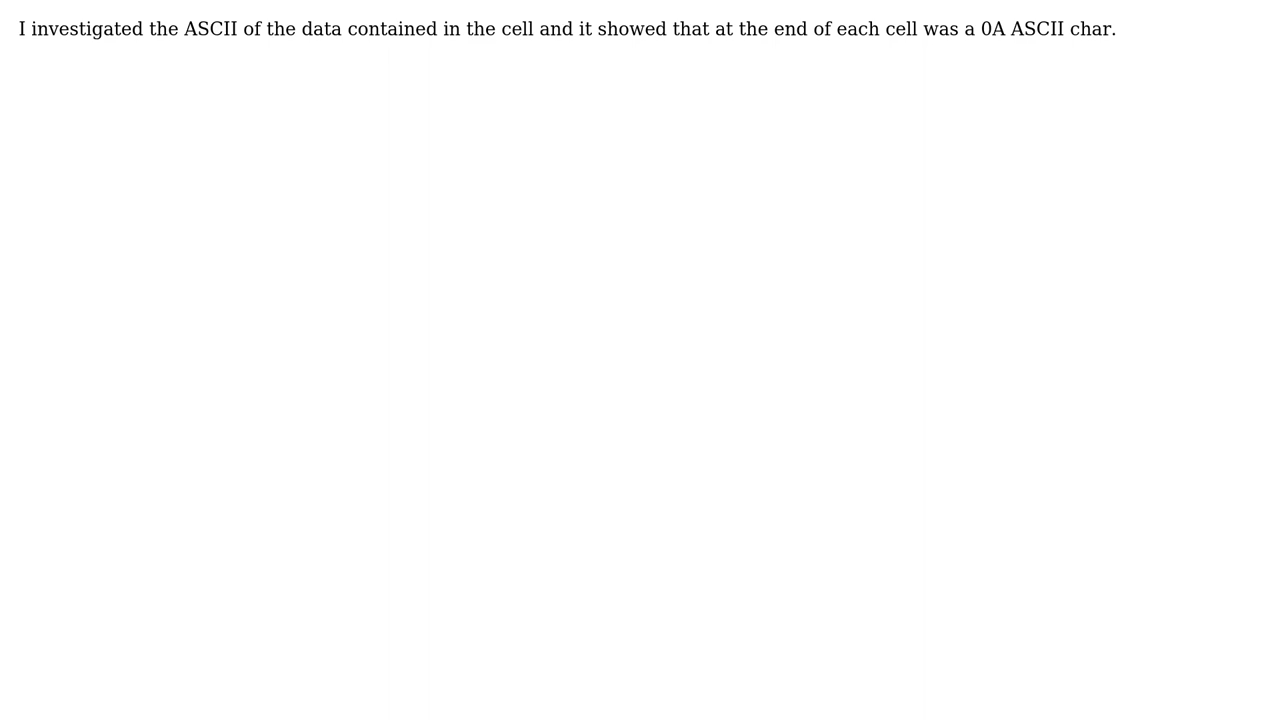 I investigated the ASCII of the data contained in the cell and it showed that at the end of each cell was a 0A ASCII char.